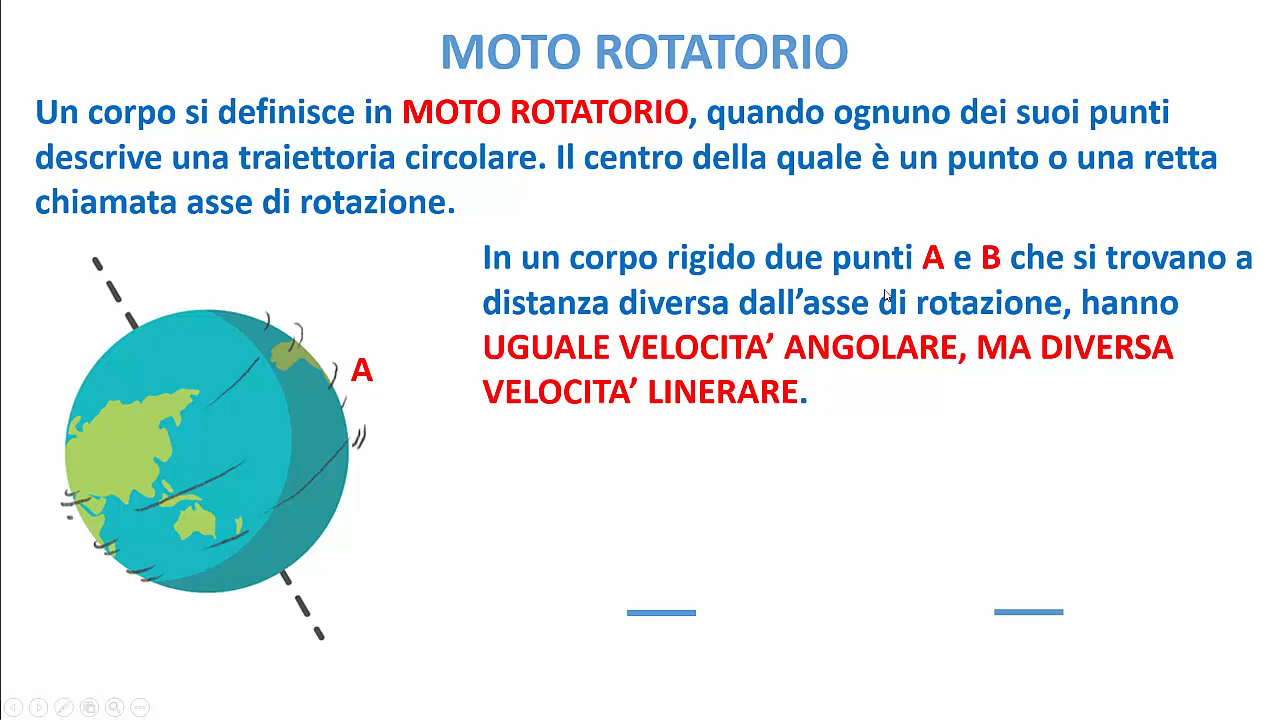 MOTO ROTATORIO
Un corpo si definisce in MOTO ROTATORIO, quando ognuno dei suoi punti
descrive una traiettoria circolare. Il centro della quale è un punto o una retta
chiamata asse di rotazione.
In un corpo rigido due punti A e B che si trovano a
distanza diversa dall’asse di rotazione, hanno
UGUALE VELOCITA’ ANGOLARE, MA DIVERSA
VELOCITA’ LINERARE.
A